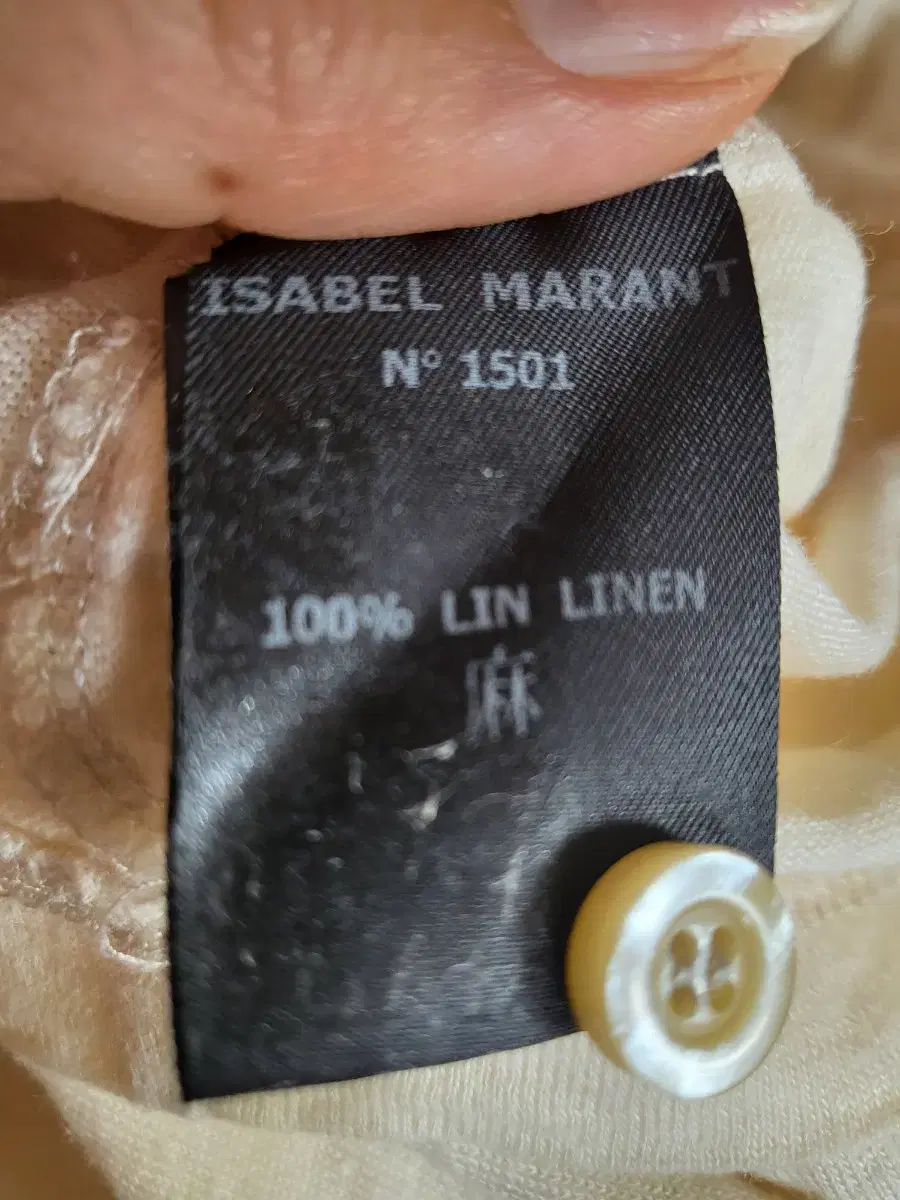 ISABEL MARANT
N° 1501
100% LIN LINEN
麻